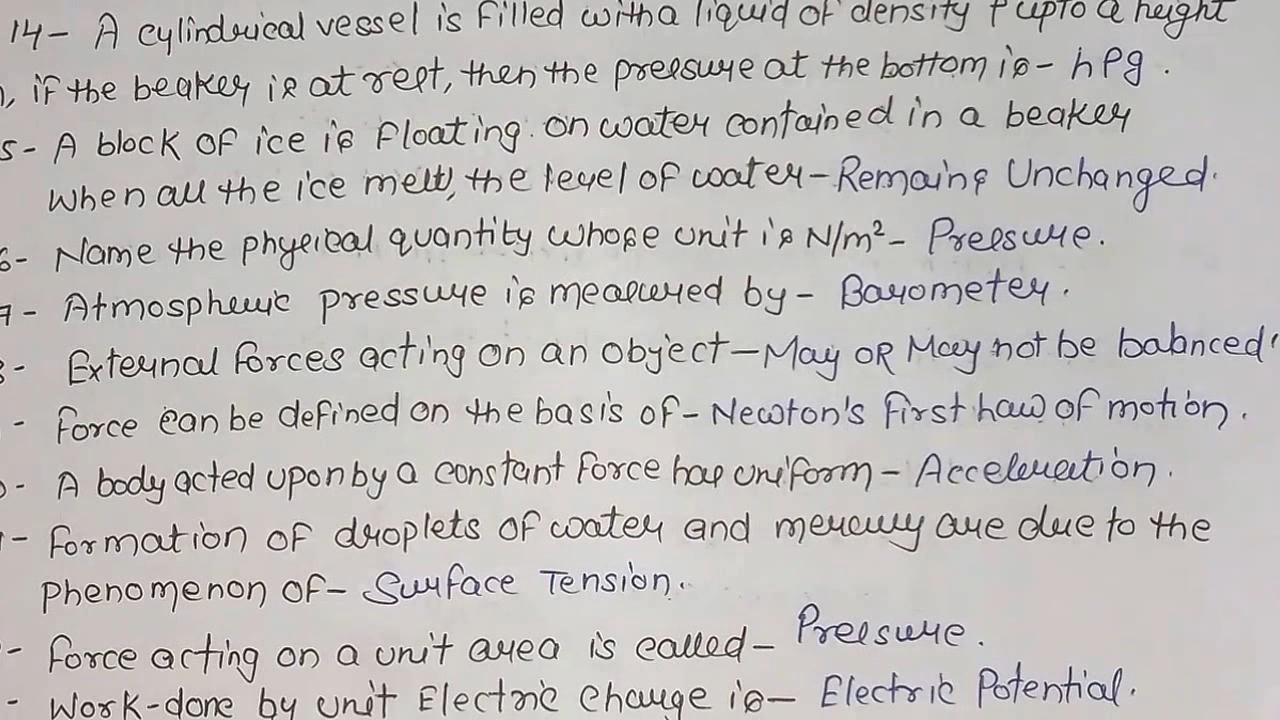 14- A cylindrical vessel is filled with a liquid of density ρ upto a height
h, if the beaker is at rest, then the pressure at the bottom is- hρg.
5- A block of ice is floating on water contained in a beaker
When all the ice melt, the level of water- Remains Unchanged.
6- Name the physical quantity whose unit is N/m²- Pressure.
7- Atmospheric pressure is measured by- Barometer.
8- External forces acting on an object- May OR May not be balanced
- Force can be defined on the basis of- Newton's First Law of motion.
0- A body acted upon by a constant Force has uniform- Acceleration.
1- Formation of droplets of water and mercury are due to the
Phenomenon of- Surface Tension.
- Force acting on a unit area is called- Pressure.
- Work-done by unit Electric Charge is- Electric Potential.